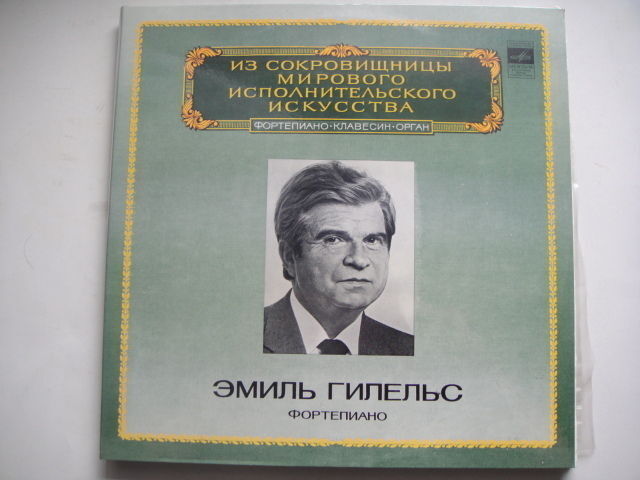 ИЗ СОКРОВИЩНИЦЫ
МИРОВОГО
ИСПОЛНИТЕЛЬСКОГО
ИСКУССТВА
ФОРТЕПИАНО·КЛАВЕСИН·ОРГАН
ЭМИЛЬ ГИЛЕЛЬС
ФОРТЕПИАНО